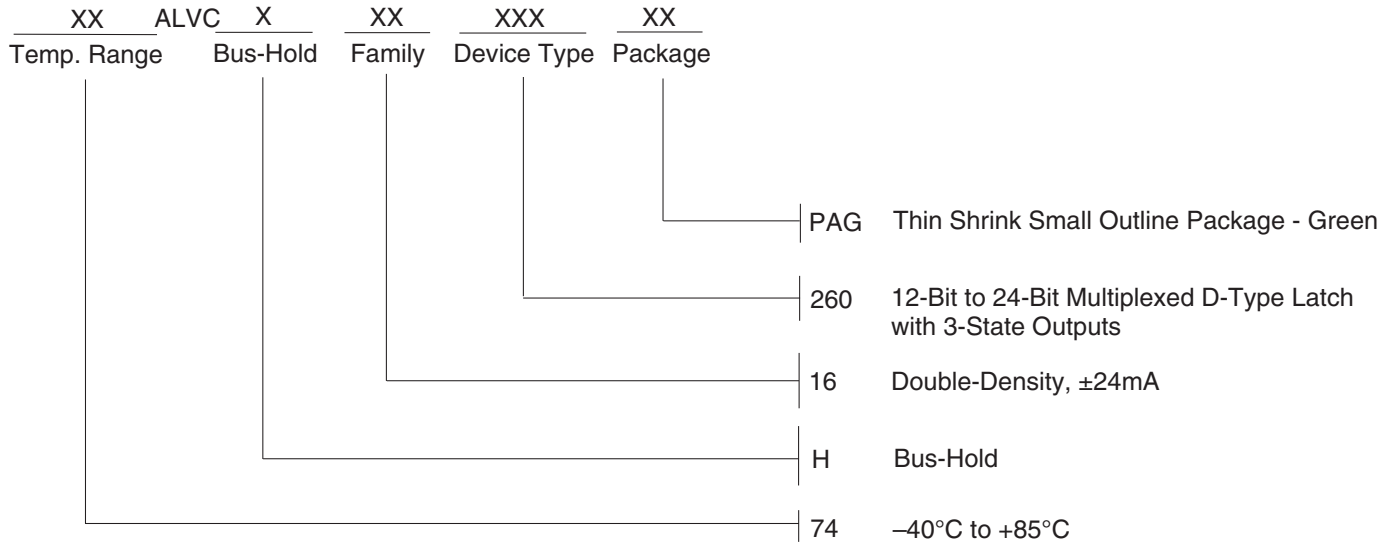 XX ALVC X XX XXX XX
Temp. Range Bus-Hold Family Device Type Package
PAG Thin Shrink Small Outline Package - Green
260 12-Bit to 24-Bit Multiplexed D-Type Latch
with 3-State Outputs
16 Double-Density, ±24mA
H Bus-Hold
74 –40°C to +85°C